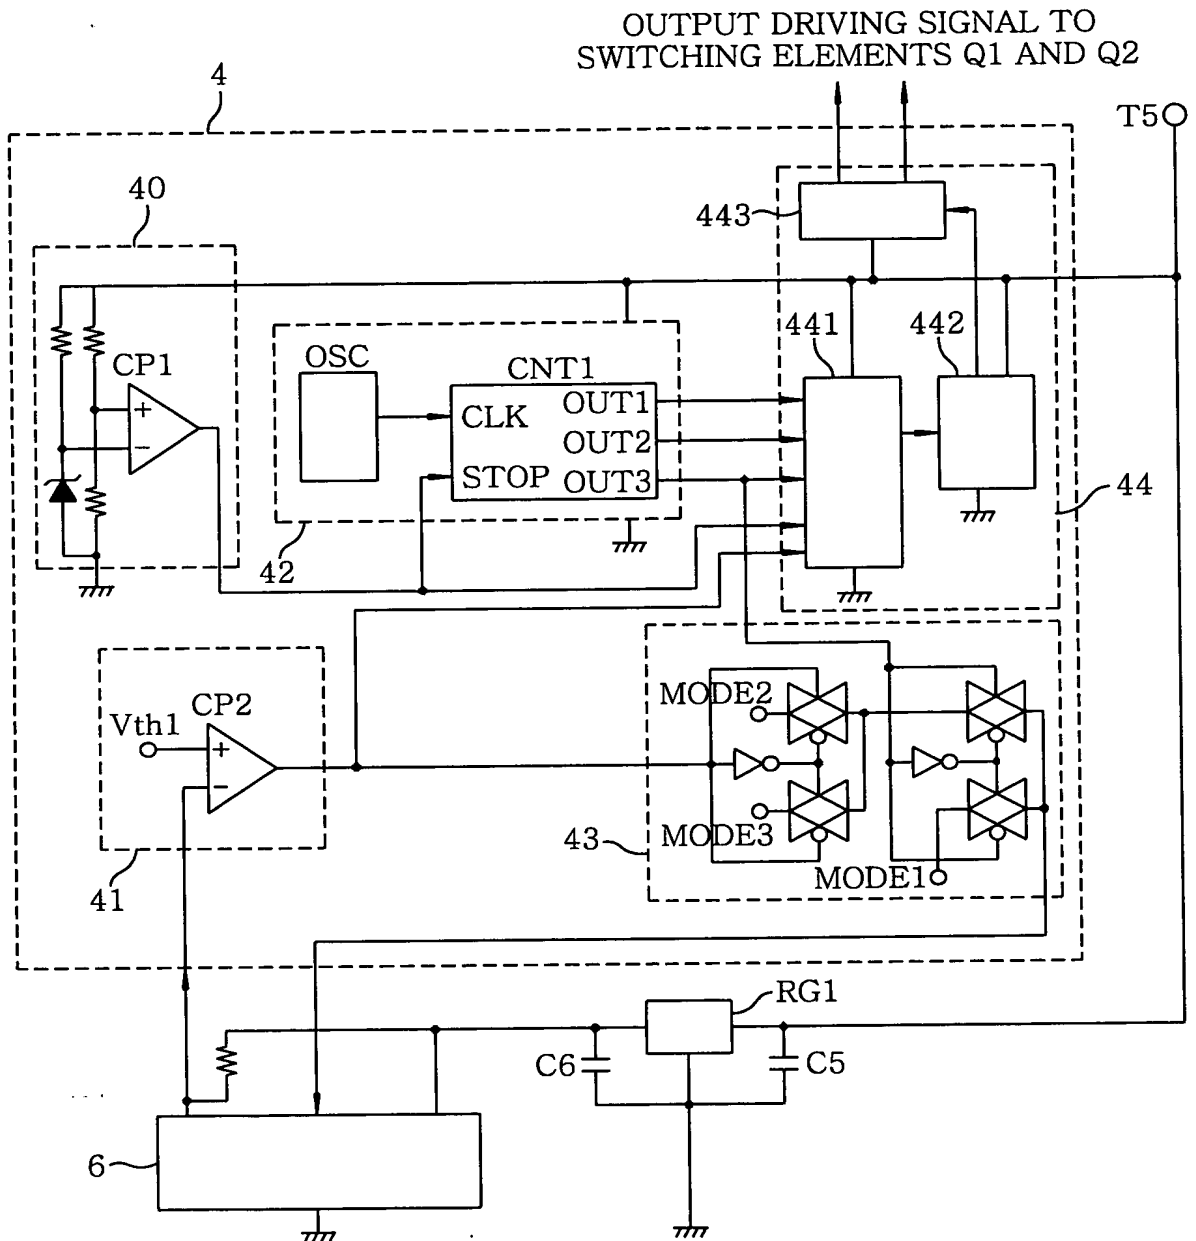 OUTPUT DRIVING SIGNAL TO
SWITCHING ELEMENTS Q1 AND Q2
4
T5
40
443
441
442
OSC
CNT1
CP1
+
−
CLK
STOP
OUT1
OUT2
OUT3
44
42
MODE2
CP2
Vth1
+
−
MODE3
43
MODE1
41
RG1
C6
C5
6